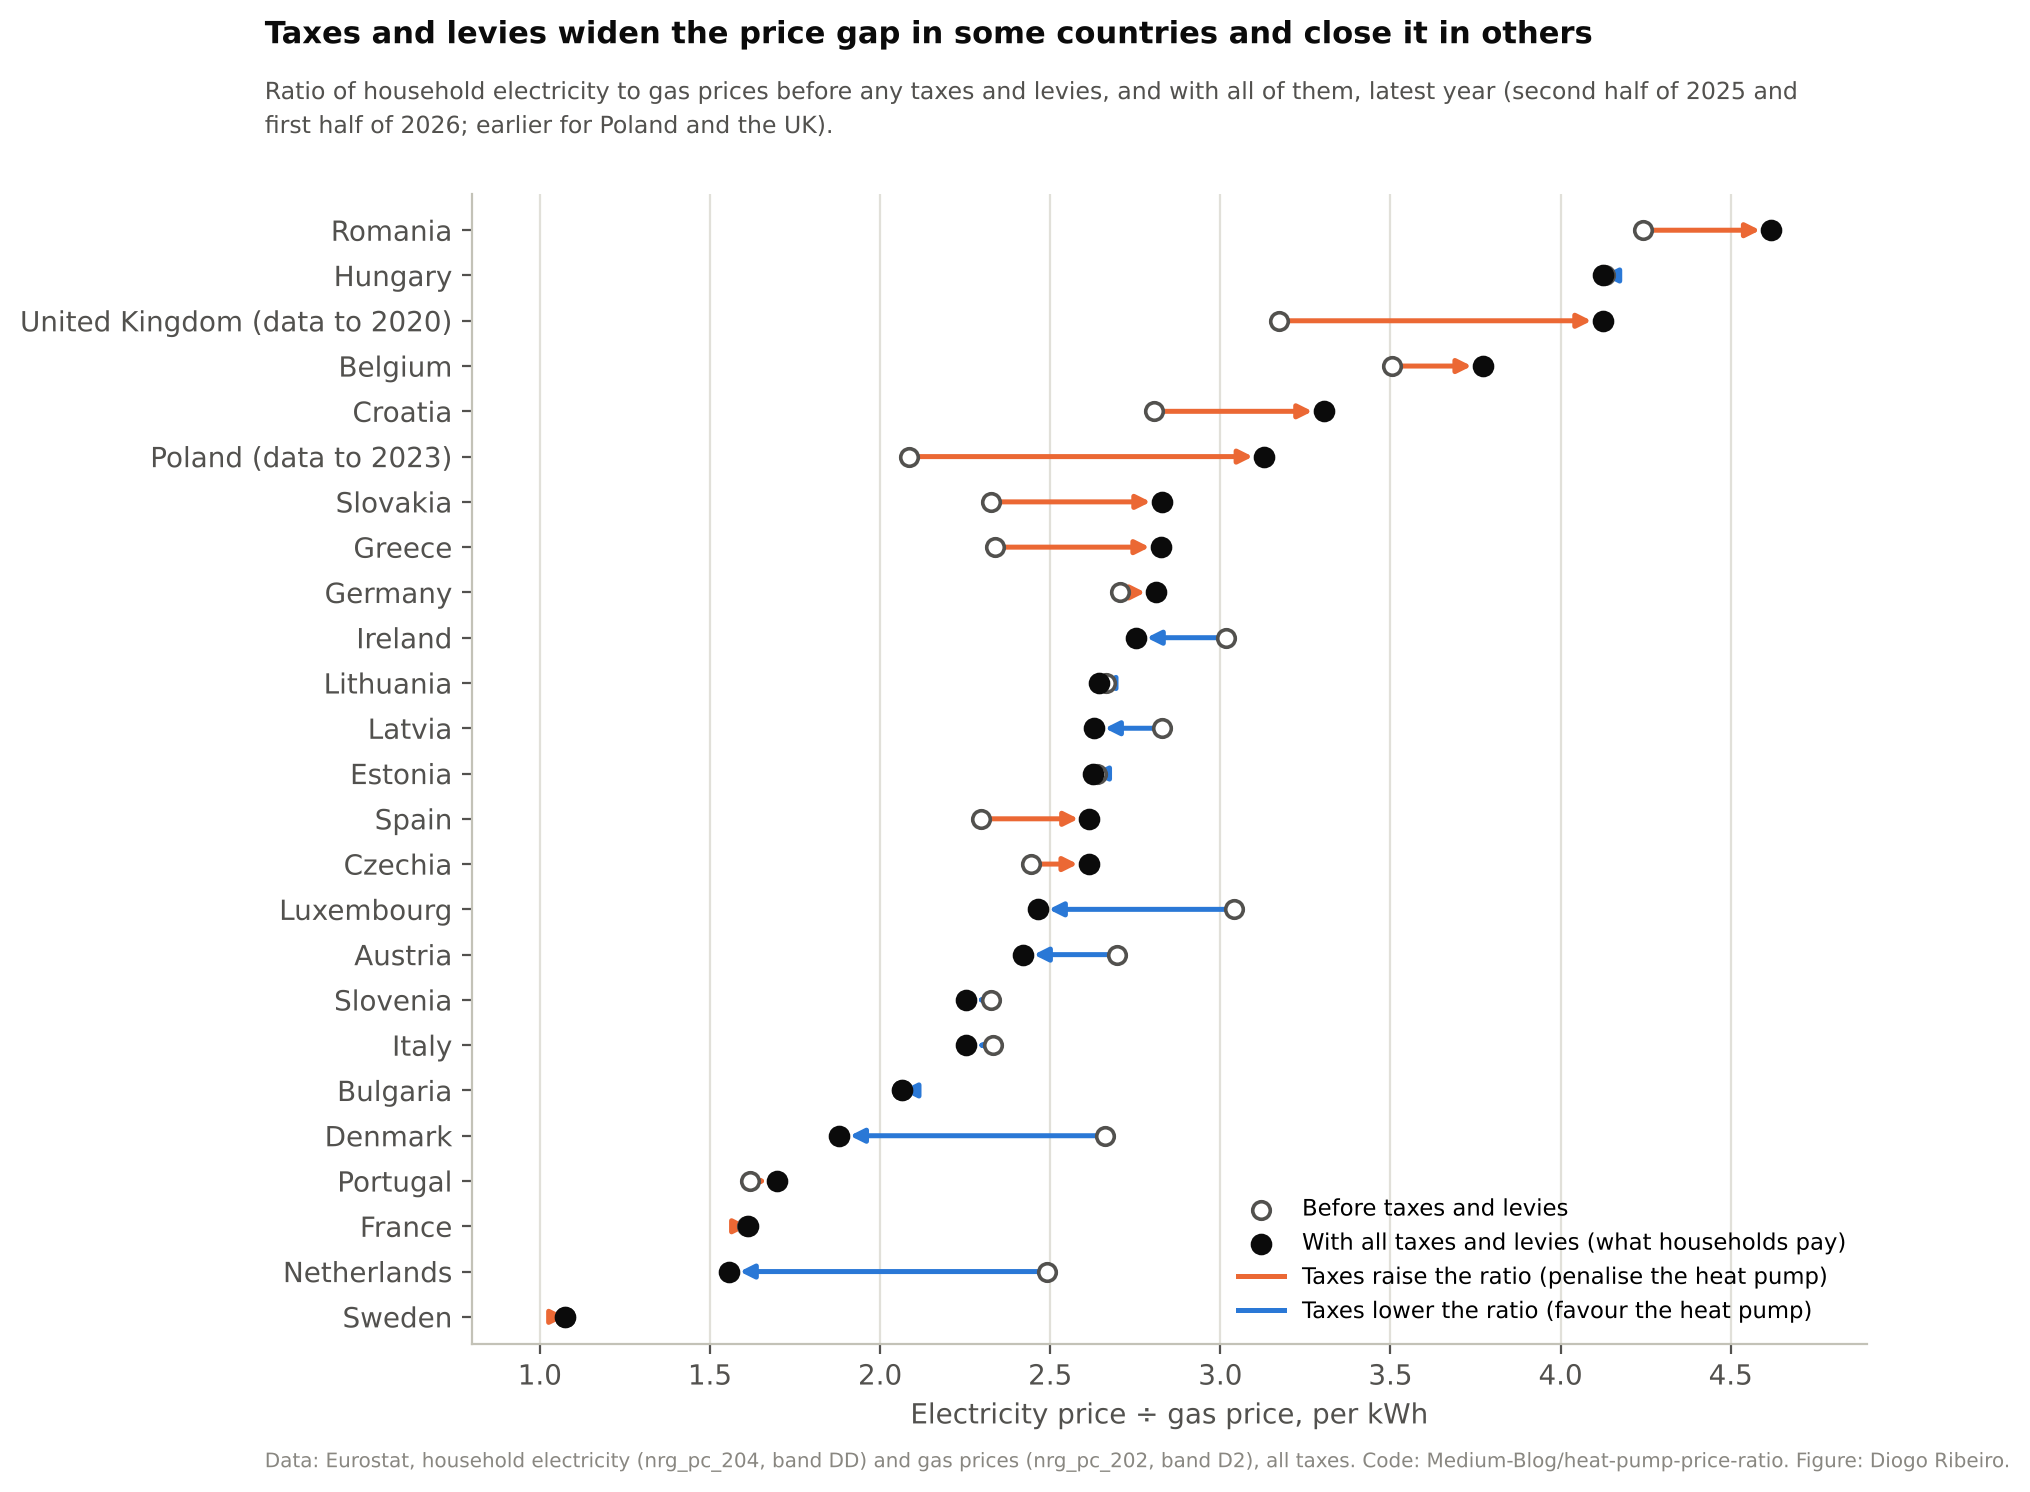 Taxes and levies widen the price gap in some countries and close it in others
Ratio of household electricity to gas prices before any taxes and levies, and with all of them, latest year (second half of 2025 and
first half of 2026; earlier for Poland and the UK).
Romania
Hungary
United Kingdom (data to 2020)
Belgium
Croatia
Poland (data to 2023)
Slovakia
Greece
Germany
Ireland
Lithuania
Latvia
Estonia
Spain
Czechia
Luxembourg
Austria
Slovenia
Italy
Bulgaria
Denmark
Portugal
France
Netherlands
Sweden
Before taxes and levies
With all taxes and levies (what households pay)
Taxes raise the ratio (penalise the heat pump)
Taxes lower the ratio (favour the heat pump)
1.0 1.5 2.0 2.5 3.0 3.5 4.0 4.5
Electricity price ÷ gas price, per kWh
Data: Eurostat, household electricity (nrg_pc_204, band DD) and gas prices (nrg_pc_202, band D2), all taxes. Code: Medium-Blog/heat-pump-price-ratio. Figure: Diogo Ribeiro.